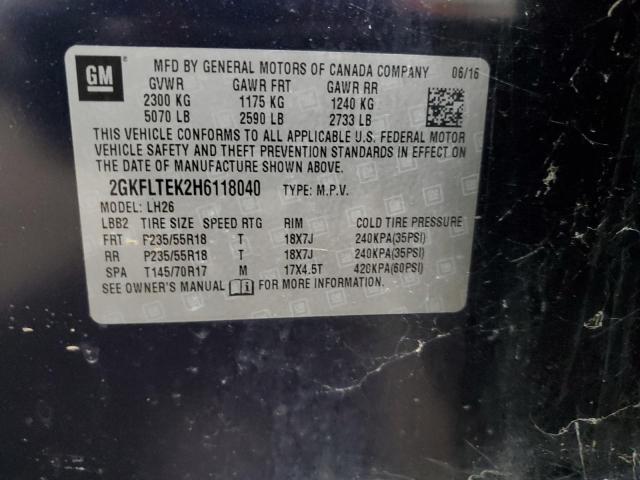 GM
MFD BY GENERAL MOTORS OF CANADA COMPANY 06/16
GVWR GAWR FRT GAWR RR
2300 KG 1175 KG 1240 KG
5070 LB 2590 LB 2733 LB
THIS VEHICLE CONFORMS TO ALL APPLICABLE U.S. FEDERAL MOTOR
VEHICLE SAFETY AND THEFT PREVENTION STANDARDS IN EFFECT ON
THE DATE OF MANUFACTURE SHOWN ABOVE.
2GKFLTEK2H6118040 TYPE: M.P.V.
MODEL: LH26
LBB2 TIRE SIZE SPEED RTG RIM COLD TIRE PRESSURE
FRT P235/55R18 T 18X7J 240KPA(35PSI)
RR P235/55R18 T 18X7J 240KPA(35PSI)
SPA T145/70R17 M 17X4.5T 420KPA(60PSI)
SEE OWNER'S MANUAL FOR MORE INFORMATION.